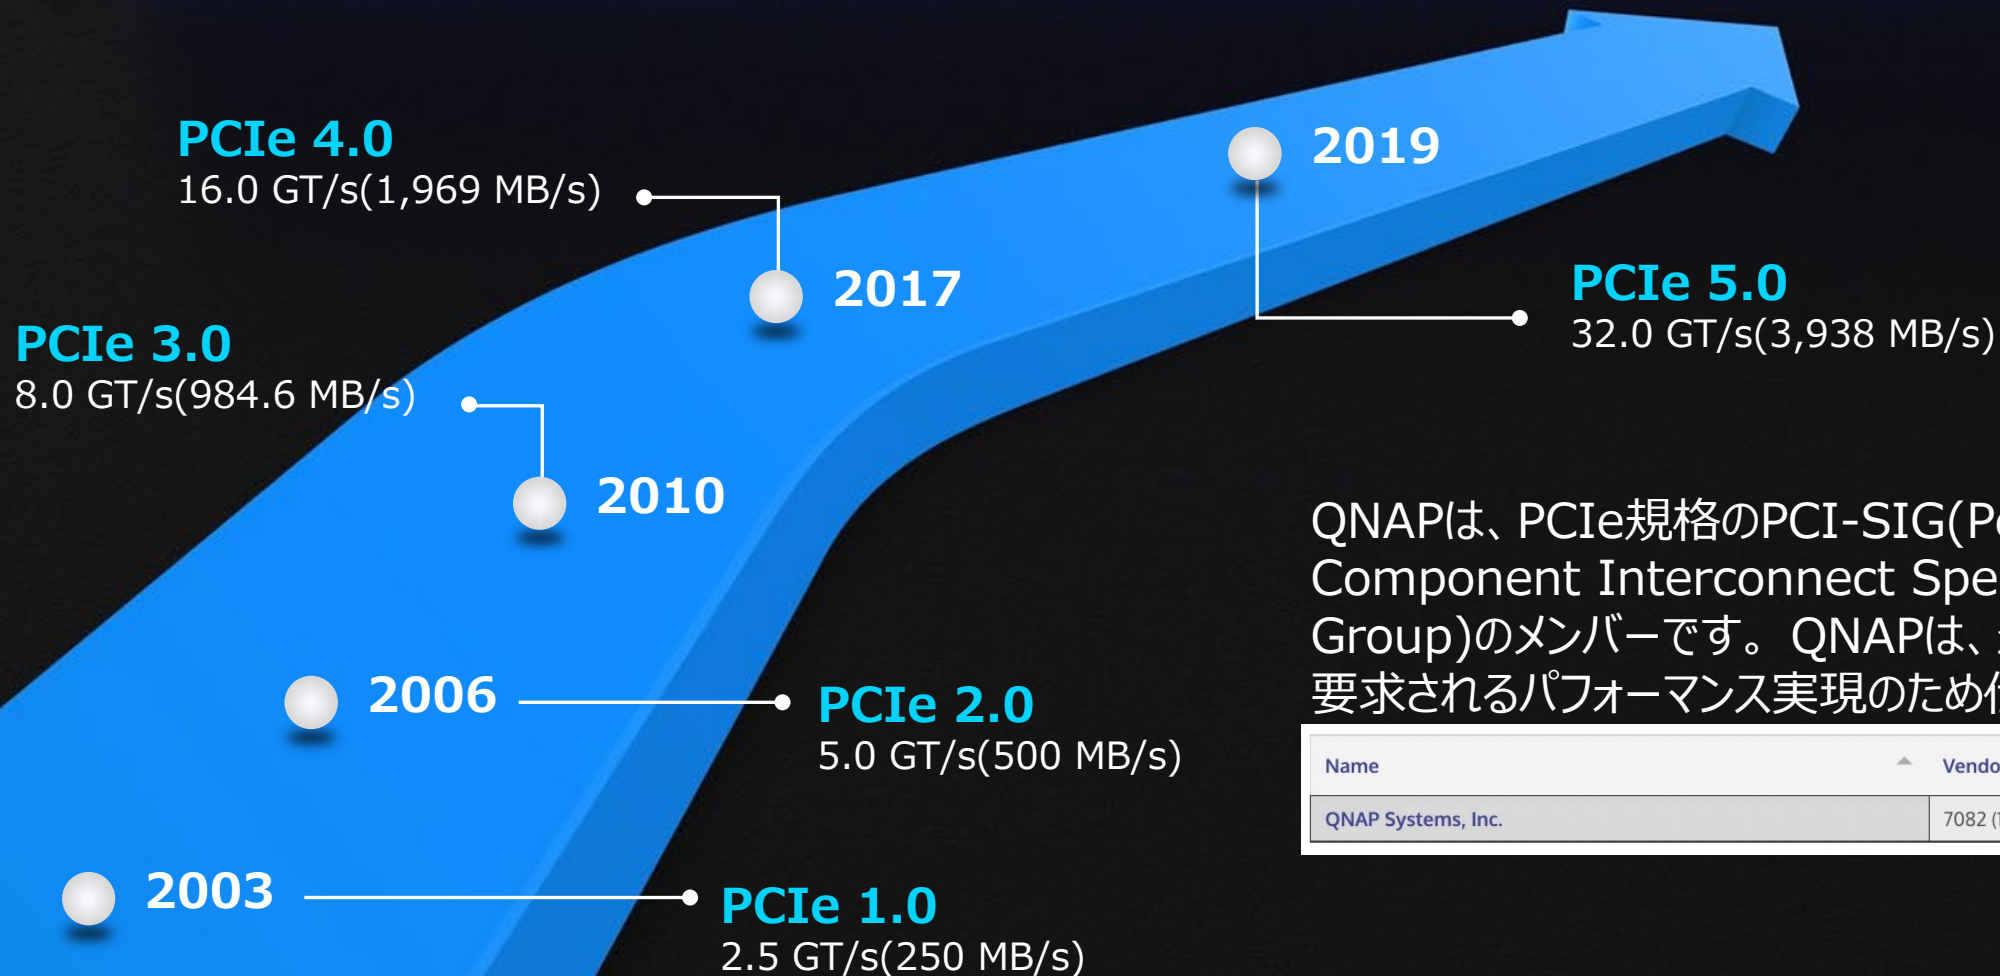 PCIe 4.0
16.0 GT/s(1,969 MB/s)
2019
2017
PCIe 5.0
32.0 GT/s(3,938 MB/s)
PCIe 3.0
8.0 GT/s(984.6 MB/s)
2010
QNAPは、PCIe規格のPCI-SIG(
Component Interconnect
Group)のメンバーです。QNAPは、
要求されるパフォーマンス実現のため
2006
PCIe 2.0
5.0 GT/s(500 MB/s)
Name
QNAP Systems, Inc. 7082
2003
PCIe 1.0
2.5 GT/s(250 MB/s)